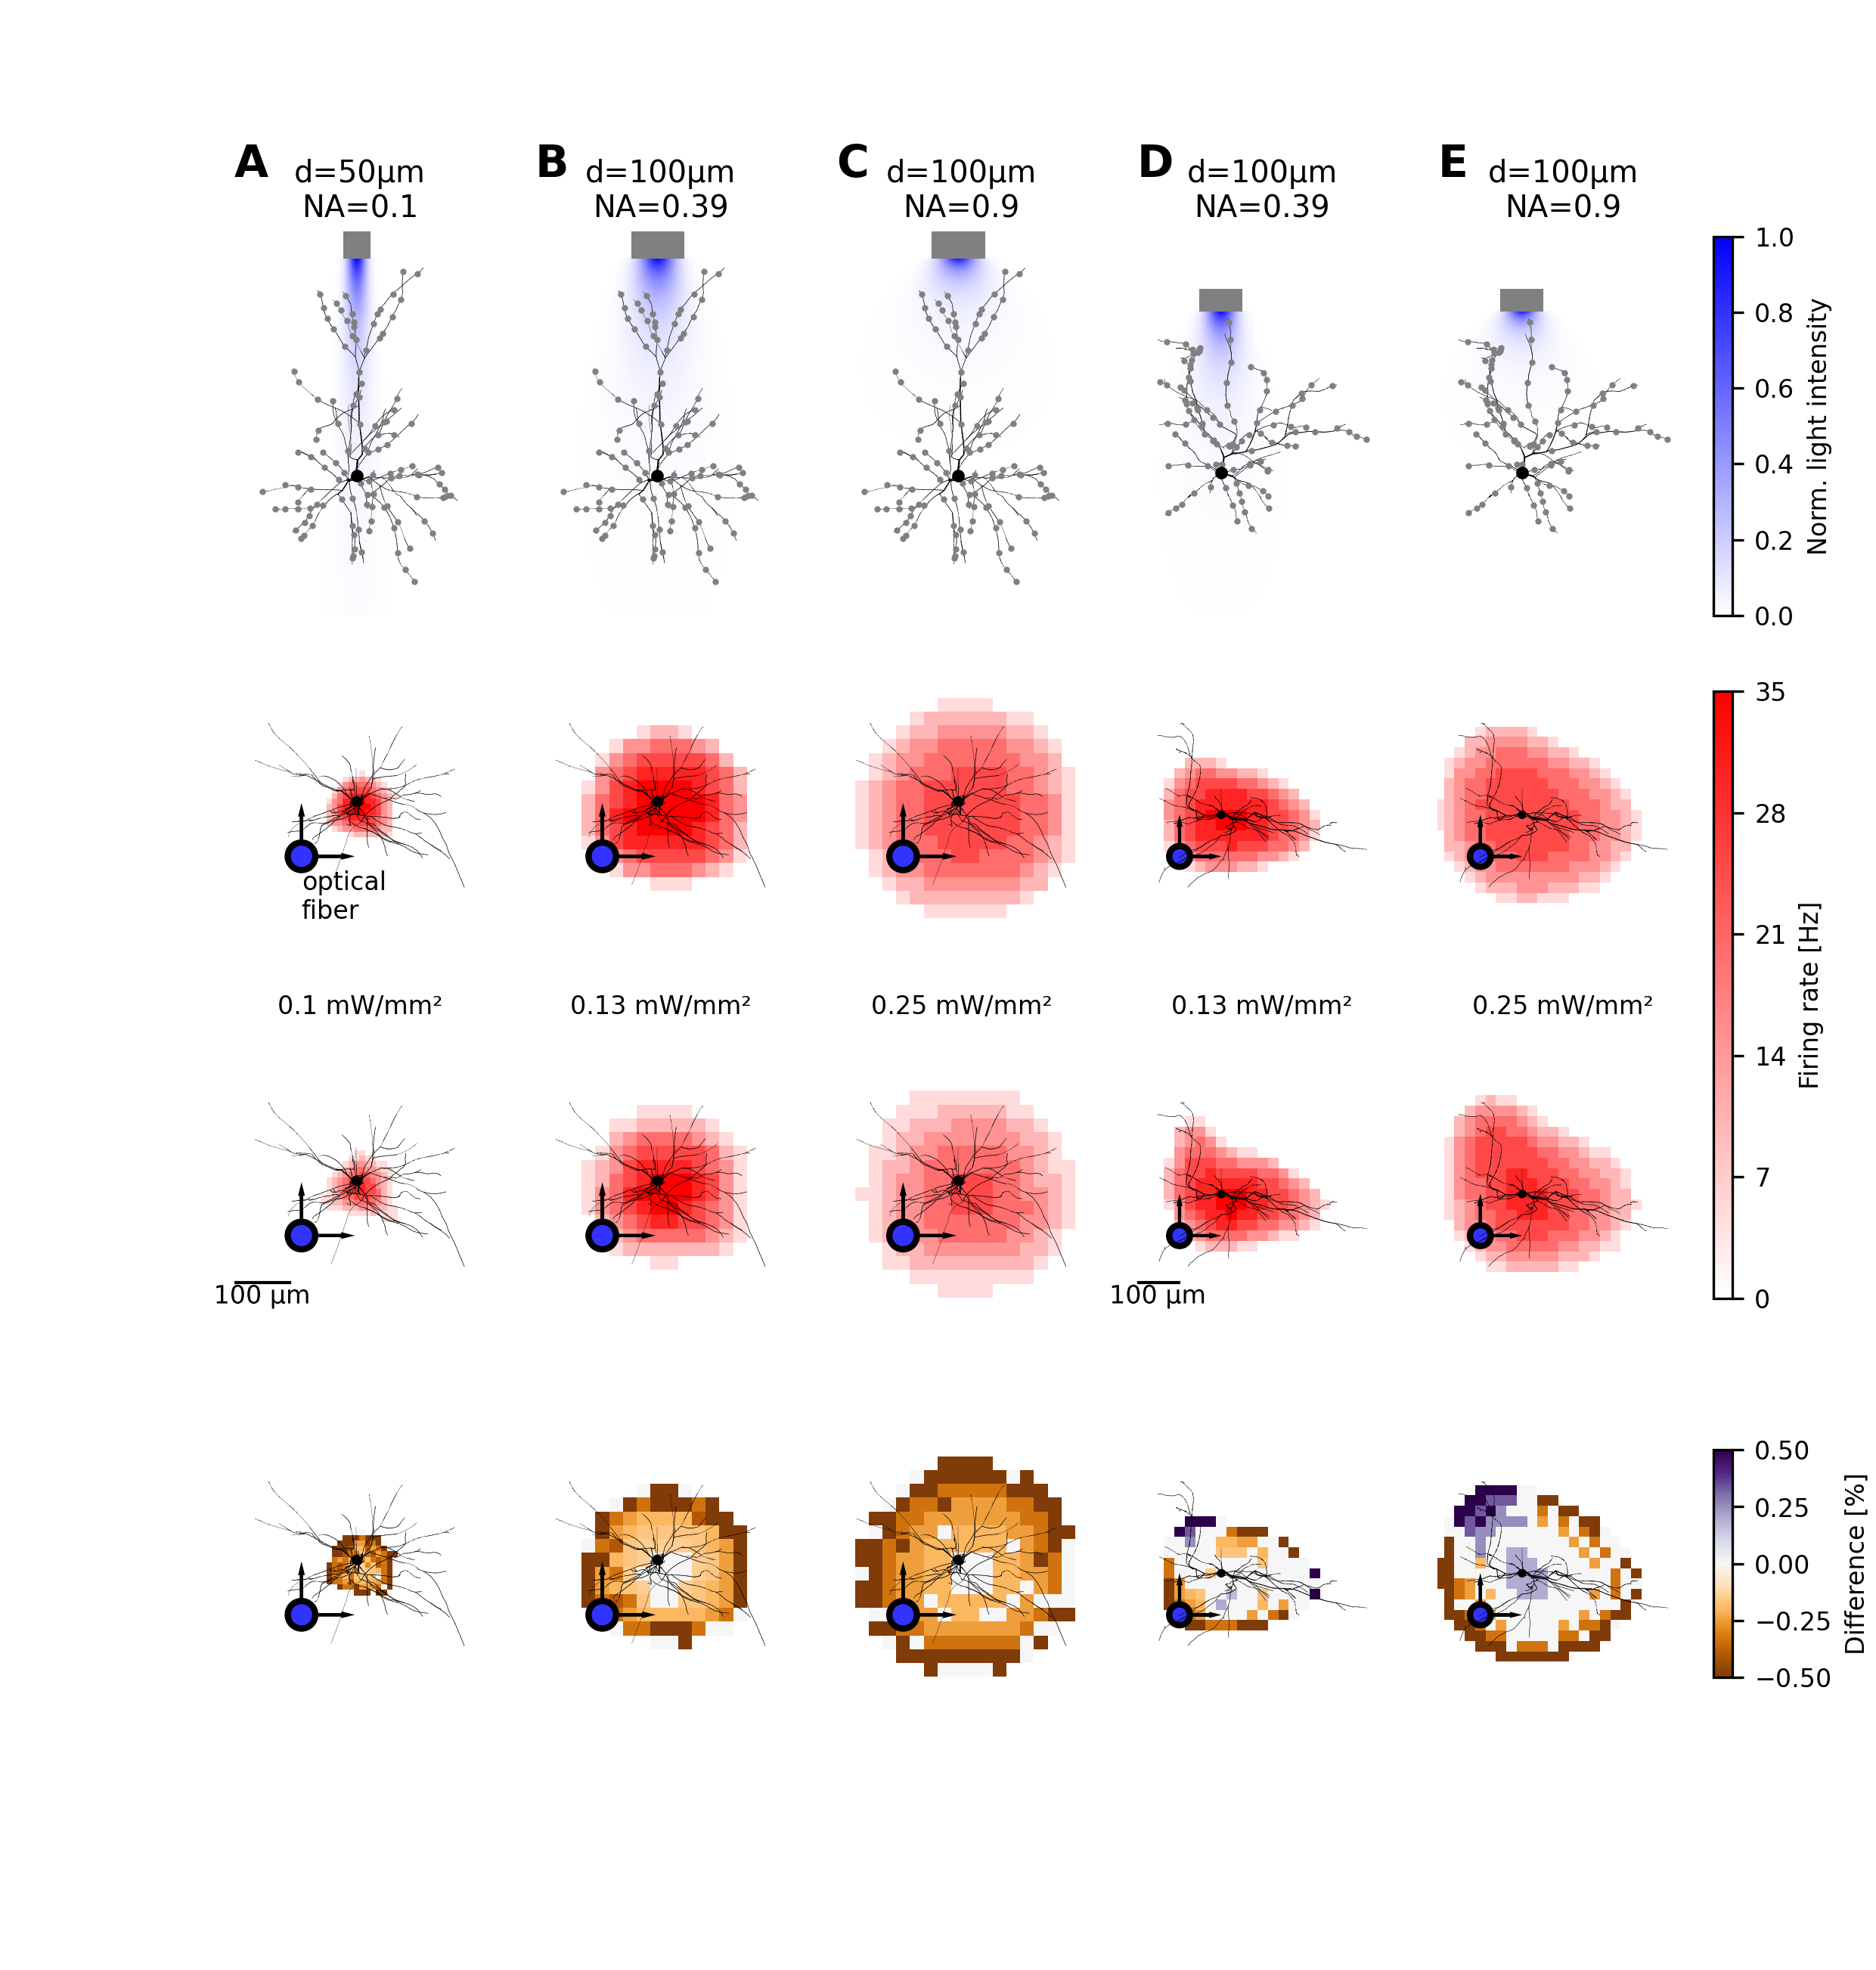 A
d=50μm
NA=0.1
B
d=100μm
NA=0.39
C
d=100μm
NA=0.9
D
d=100μm
NA=0.39
E
d=100μm
NA=0.9
1.0
0.8
0.6
0.4
0.2
0.0
Norm. light intensity
optical
fiber
35
28
21
14
7
0
Firing rate [Hz]
0.1 mW/mm²
0.13 mW/mm²
0.25 mW/mm²
0.13 mW/mm²
0.25 mW/mm²
100 μm
100 μm
0.50
0.25
0.00
−0.25
−0.50
Difference [%]